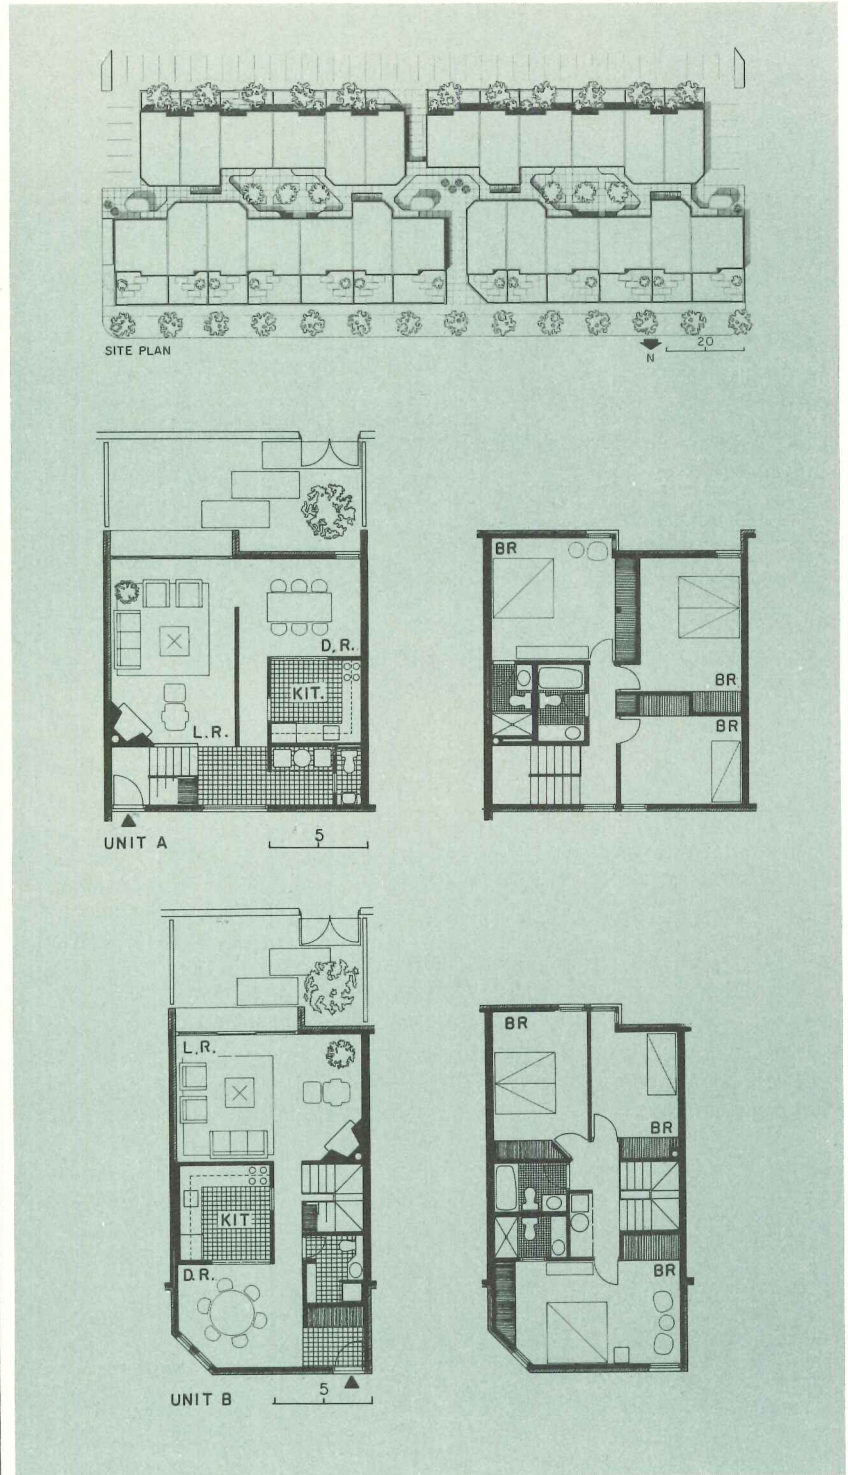 SITE PLAN
N
20
BR
D.R.
KIT.
BR
L.R.
BR
UNIT A
5
L.R.
BR
BR
KIT.
D.R.
BR
UNIT B
5